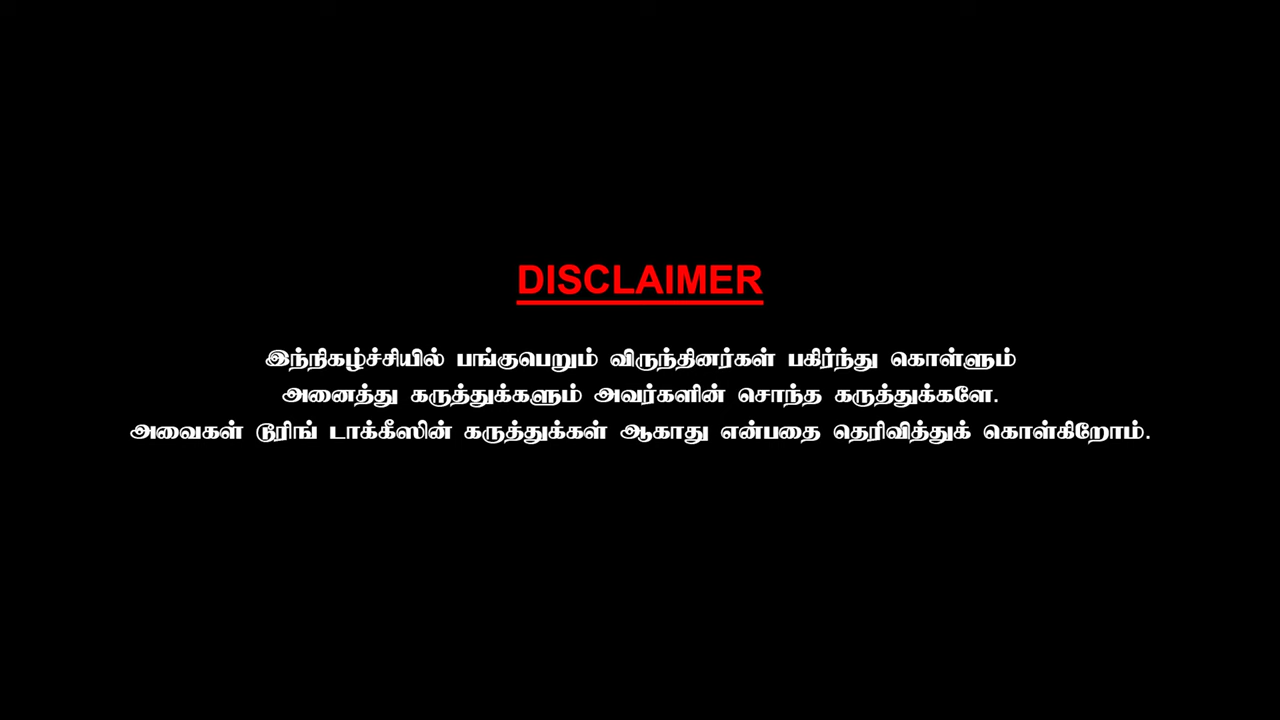 DISCLAIMER
இந்நிகழ்ச்சியில் பங்குபெறும் விருந்தினர்கள் பகிர்ந்து கொள்ளும்
அனைத்து கருத்துக்களும் அவர்களின் சொந்த கருத்துக்களே.
அவைகள் டூரிங் டாக்கீஸின் கருத்துக்கள் ஆகாது என்பதை தெரிவித்துக் கொள்கிறோம்.